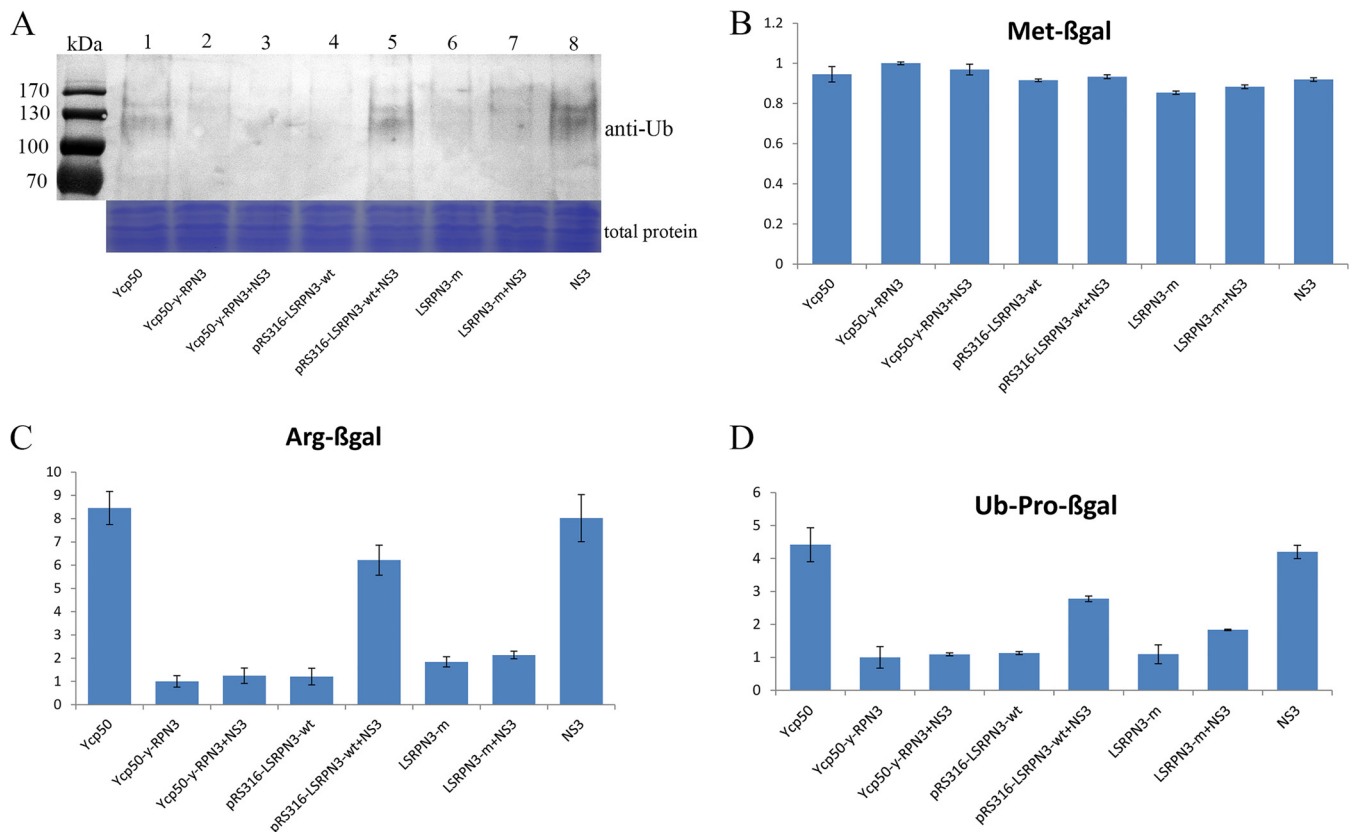 A
kDa 1 2 3 4 5 6 7 8
170
130
100
70
anti-Ub
total protein
Ycp50
Ycp50-y-RPN3
Ycp50-y-RPN3+NS3
pRS316-LSRPN3-wt
pRS316-LSRPN3-wt+NS3
LSRPN3-m
LSRPN3-m+NS3
NS3
B
Met-ßgal
1.2
1
0.8
0.6
0.4
0.2
0
Ycp50
Ycp50-y-RPN3
Ycp50-y-RPN3+NS3
pRS316-LSRPN3-wt
pRS316-LSRPN3-wt+NS3
LSRPN3-m
LSRPN3-m+NS3
NS3
C
Arg-ßgal
10
9
8
7
6
5
4
3
2
1
0
Ycp50
Ycp50-y-RPN3
Ycp50-y-RPN3+NS3
pRS316-LSRPN3-wt
pRS316-LSRPN3-wt+NS3
LSRPN3-m
LSRPN3-m+NS3
NS3
D
Ub-Pro-ßgal
6
5
4
3
2
1
0
Ycp50
Ycp50-y-RPN3
Ycp50-y-RPN3+NS3
pRS316-LSRPN3-wt
pRS316-LSRPN3-wt+NS3
LSRPN3-m
LSRPN3-m+NS3
NS3